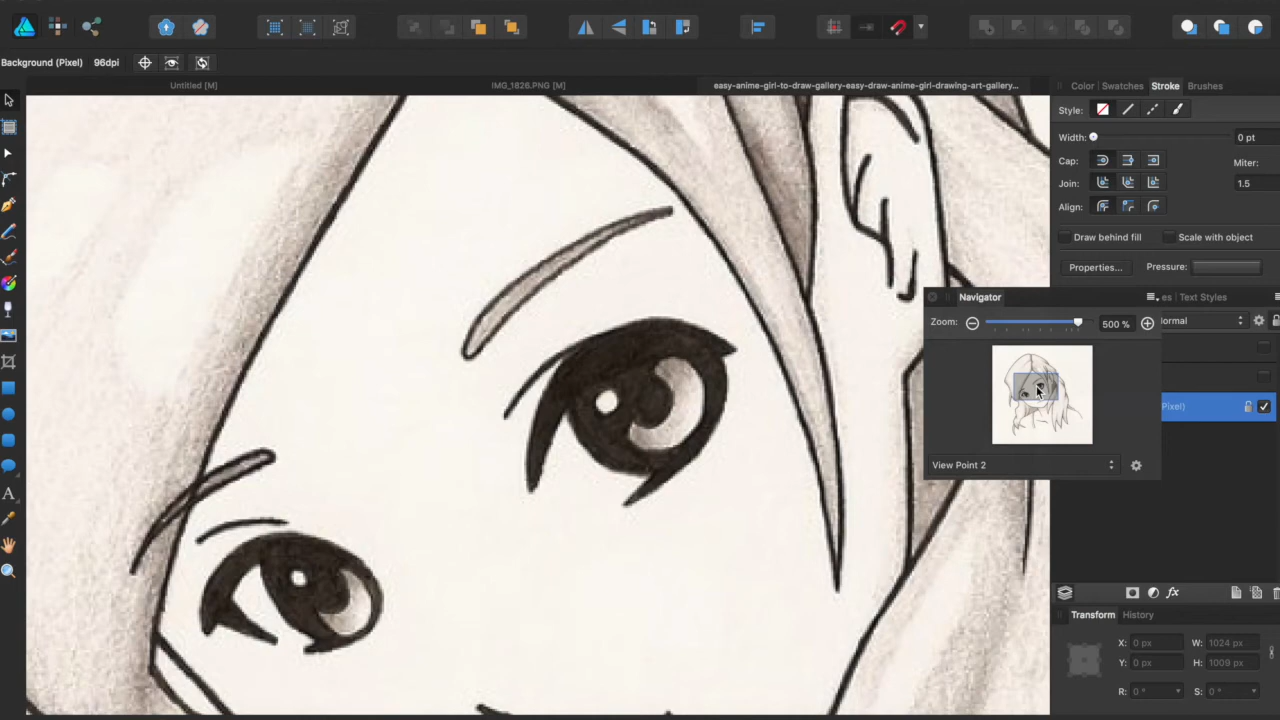 Background (Pixel) 96dpi
Untitled [M] IMG_1826.PNG [M] easy-anime-girl-to-draw-gallery-easy-draw-anime-girl-drawing-art-gallery...
Color Swatches Stroke Brushes
Style:
Width: 0 pt
Cap: Miter:
Join: 1.5
Align:
Draw behind fill Scale with object
Properties... Pressure:
Navigator es Text Styles
Zoom: 500 % ormal
Pixel)
View Point 2
Transform History
X: 0 px W: 1024 px
Y: 0 px H: 1009 px
R: 0 ° S: 0 °
A